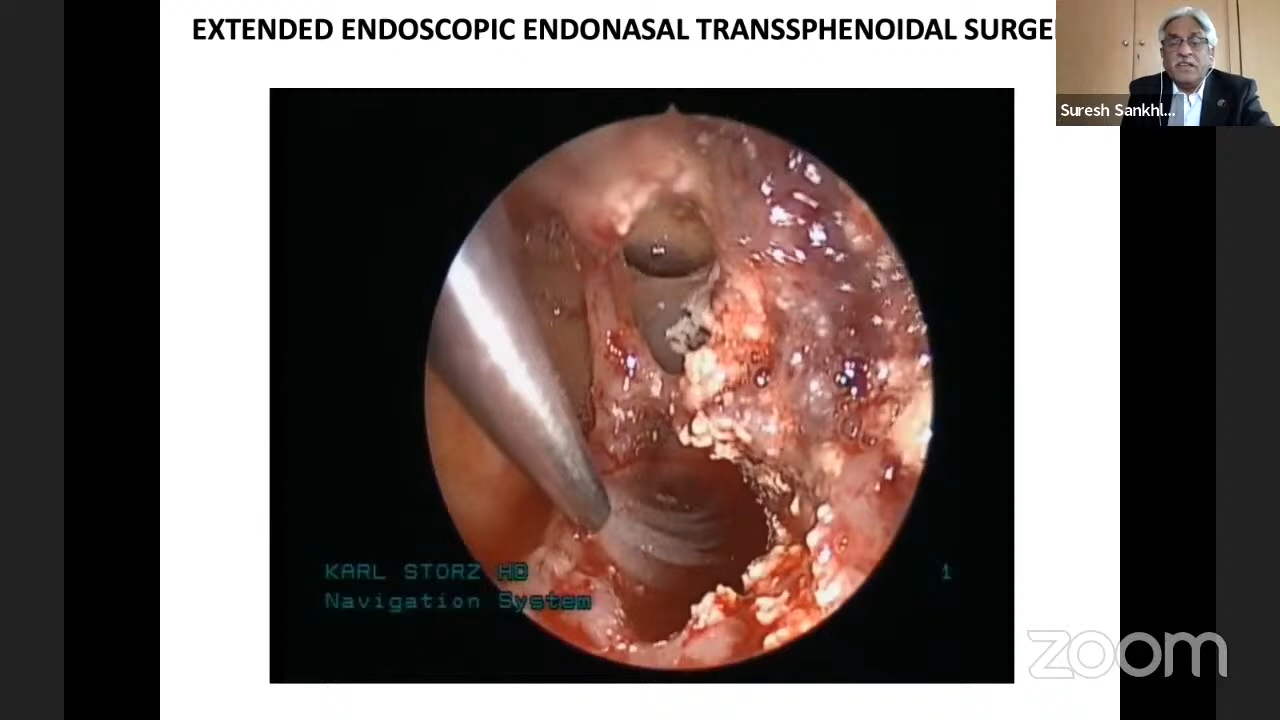 EXTENDED ENDOSCOPIC ENDONASAL TRANSSPHENOIDAL SURGE
Suresh Sankhl...
KARL STORZ HD
1
Navigation System
zoom